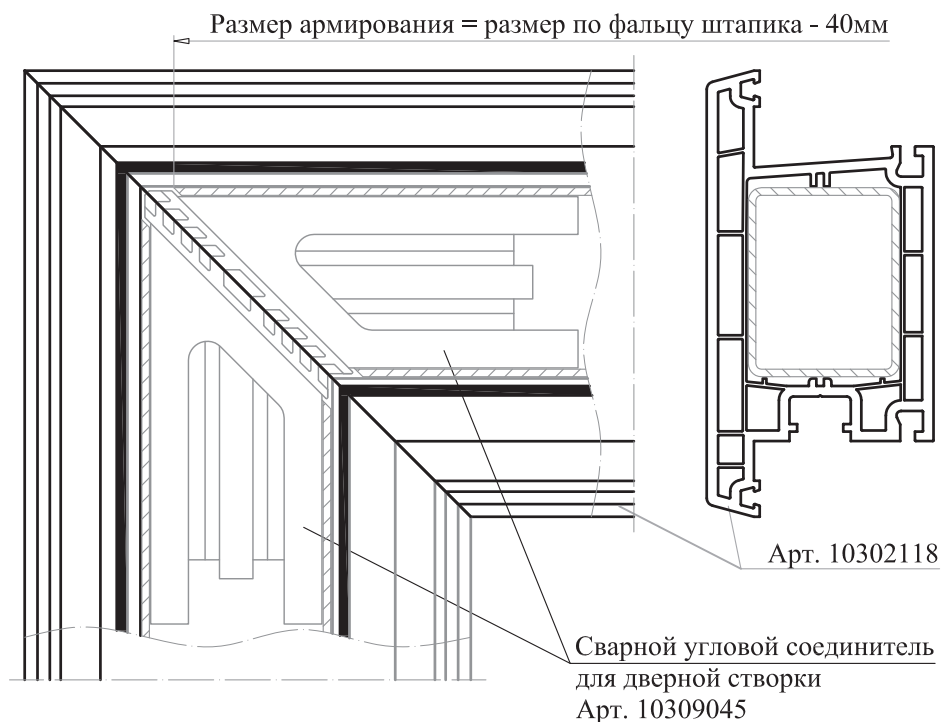 Размер армирования = размер по фальцу штапика - 40мм
Арт. 10302118
Сварной угловой соединитель
для дверной створки
Арт. 10309045